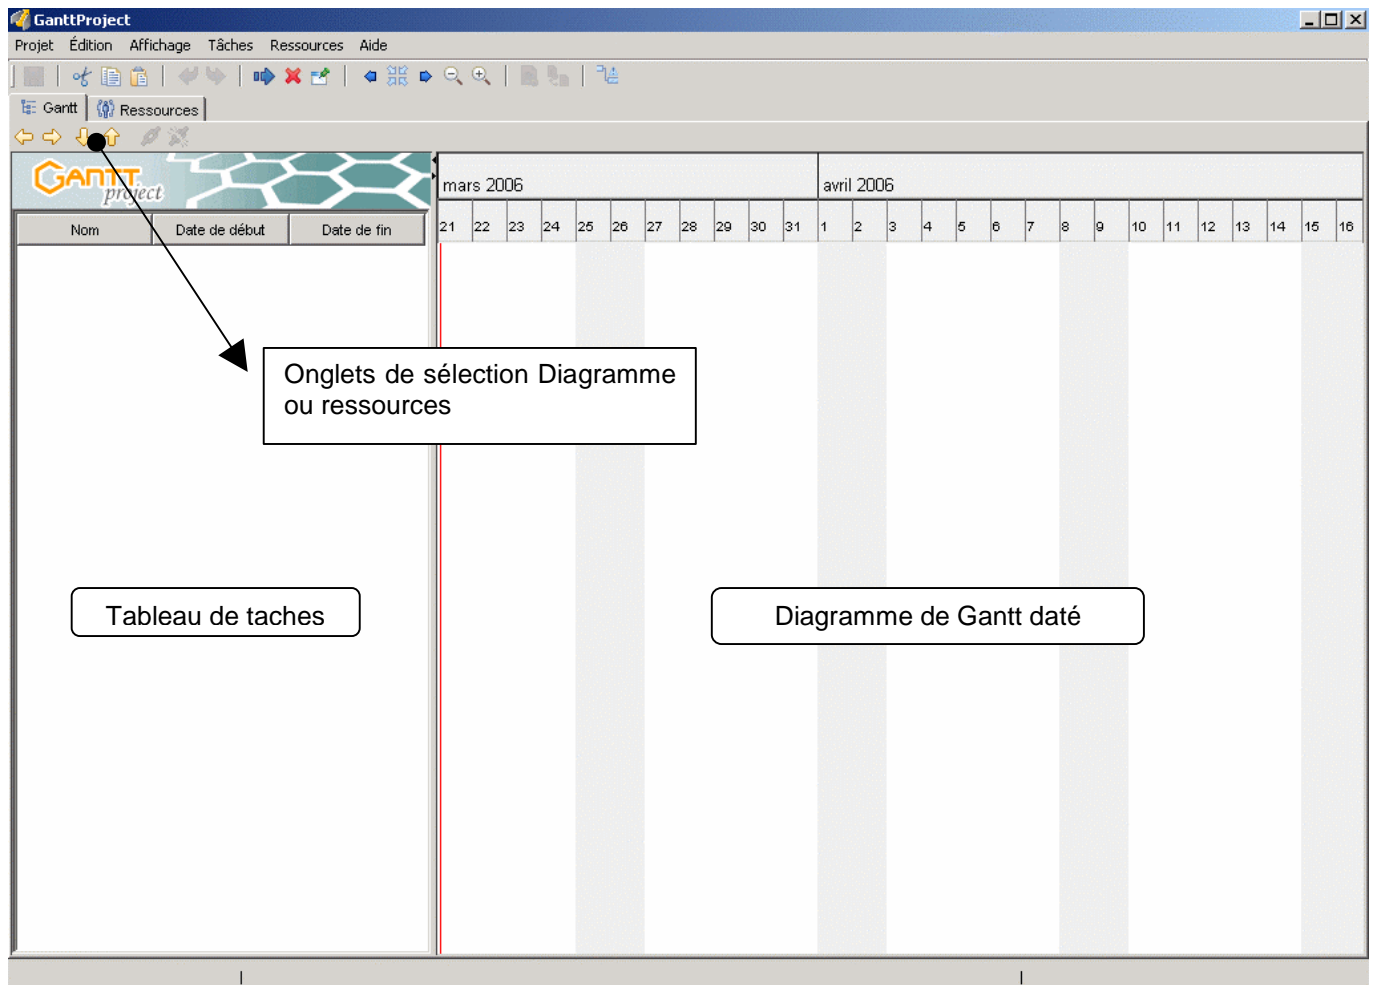 GanttProject
Projet Édition Affichage Tâches Ressources Aide
Gantt Ressources
GANTT
project
mars 2006 avril 2006
Nom Date de début Date de fin
21 22 23 24 25 26 27 28 29 30 31 1 2 3 4 5 6 7 8 9 10 11 12 13 14 15 16
Onglets de sélection Diagramme
ou ressources
Tableau de taches
Diagramme de Gantt daté